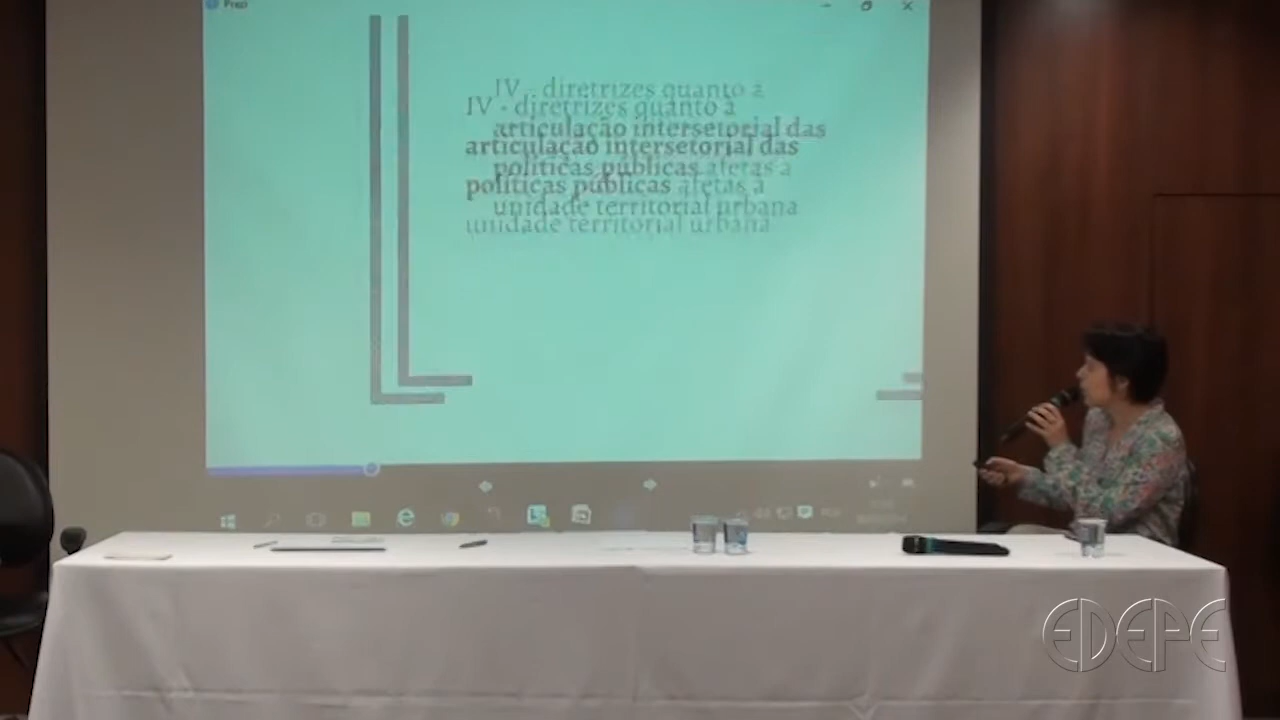 Prezi
IV - diretrizes quanto à
articulação intersetorial das
políticas públicas afetas à
unidade territorial urbana
EDEPE